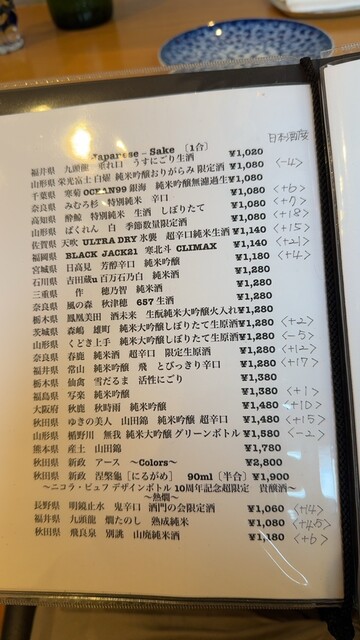 Japanese – Sake [1合]
日本酒度
福井県 九頭龍 垂れ口 うすにごり生酒 ¥1,020
山形県 栄光冨士白燿 純米吟醸おりがらみ 限定酒 ¥1,080 <-4>
千葉県 寒菊 OCEAN99 銀海 純米吟醸無濾過生 ¥1,080
奈良県 みむろ杉 特別純米 辛口 ¥1,080 <+6>
高知県 酔鯨 特別純米 生酒 しぼりたて ¥1,080 <+7>
山形県 ばくれん 白 季節数量限定酒 ¥1,080 <+18>
佐賀県 天吹 ULTRA DRY 氷襲 超辛口純米生酒 ¥1,140 <+15>
福岡県 BLACK JACK21 寒北斗 CLIMAX ¥1,140 <+21>
宮城県 日高見 芳醇辛口 純米吟醸 ¥1,180 <+4>
石川県 吉田蔵u 百万石乃白 純米酒 ¥1,280
三重県 作 穂乃智 純米酒 ¥1,280
奈良県 風の森 秋津穂 657 生酒 ¥1,280
栃木県 鳳凰美田 酒未来 生酛純米大吟醸火入れ ¥1,280
茨城県 森嶋 雄町 純米大吟醸しぼりたて生原酒 ¥1,280 <+2>
山形県 くどき上手 純米大吟醸しぼりたて生原酒 ¥1,280 <-5>
奈良県 春鹿 純米酒 超辛口 限定生原酒 ¥1,280 <+12>
福井県 常山 純米吟醸 飛 とびっきり辛口 ¥1,280 <+17>
栃木県 仙禽 雪だるま 活性にごり ¥1,380
福島県 写楽 純米吟醸 ¥1,380 <+1>
大阪府 秋鹿 秋時雨 純米吟醸 ¥1,480 <+10>
秋田県 ゆきの美人 山田錦 純米吟醸 超辛口 ¥1,480 <+15>
山形県 楯野川 無我 純米大吟醸 グリーンボトル ¥1,580 <-2>
熊本県 産土 山田錦 ¥1,780
秋田県 新政 アース ～Colors～ ¥2,800
秋田県 新政 涅槃龜 [にるがめ] 90ml [半合] ¥1,900
～ニコラ・ビュフ デザインボトル 10周年記念超限定 貴醸酒～
～熱燗～
長野県 明鏡止水 鬼辛口 酒門の会限定酒 ¥1,060 <+14>
福井県 九頭龍 燗たのし 熟成純米 ¥1,080 <+4.5>
秋田県 飛良泉 別誂 山廃純米酒 ¥1,180 <+6>